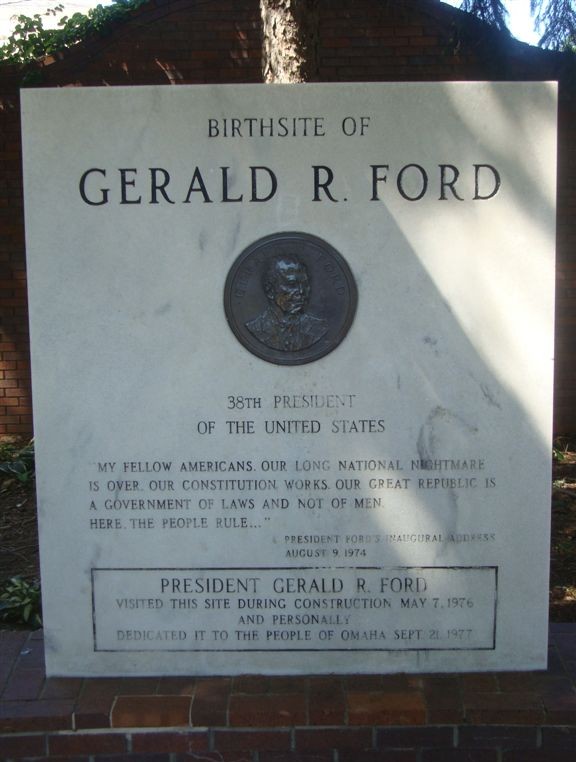 BIRTHSITE OF
GERALD R. FORD
GERALD R. FORD
38TH PRESIDENT
OF THE UNITED STATES
"MY FELLOW AMERICANS, OUR LONG NATIONAL NIGHTMARE
IS OVER. OUR CONSTITUTION WORKS. OUR GREAT REPUBLIC IS
A GOVERNMENT OF LAWS AND NOT OF MEN.
HERE, THE PEOPLE RULE..."
PRESIDENT FORD'S INAUGURAL ADDRESS
AUGUST 9, 1974
PRESIDENT GERALD R. FORD
VISITED THIS SITE DURING CONSTRUCTION MAY 7, 1976
AND PERSONALLY
DEDICATED IT TO THE PEOPLE OF OMAHA SEPT. 21, 1977